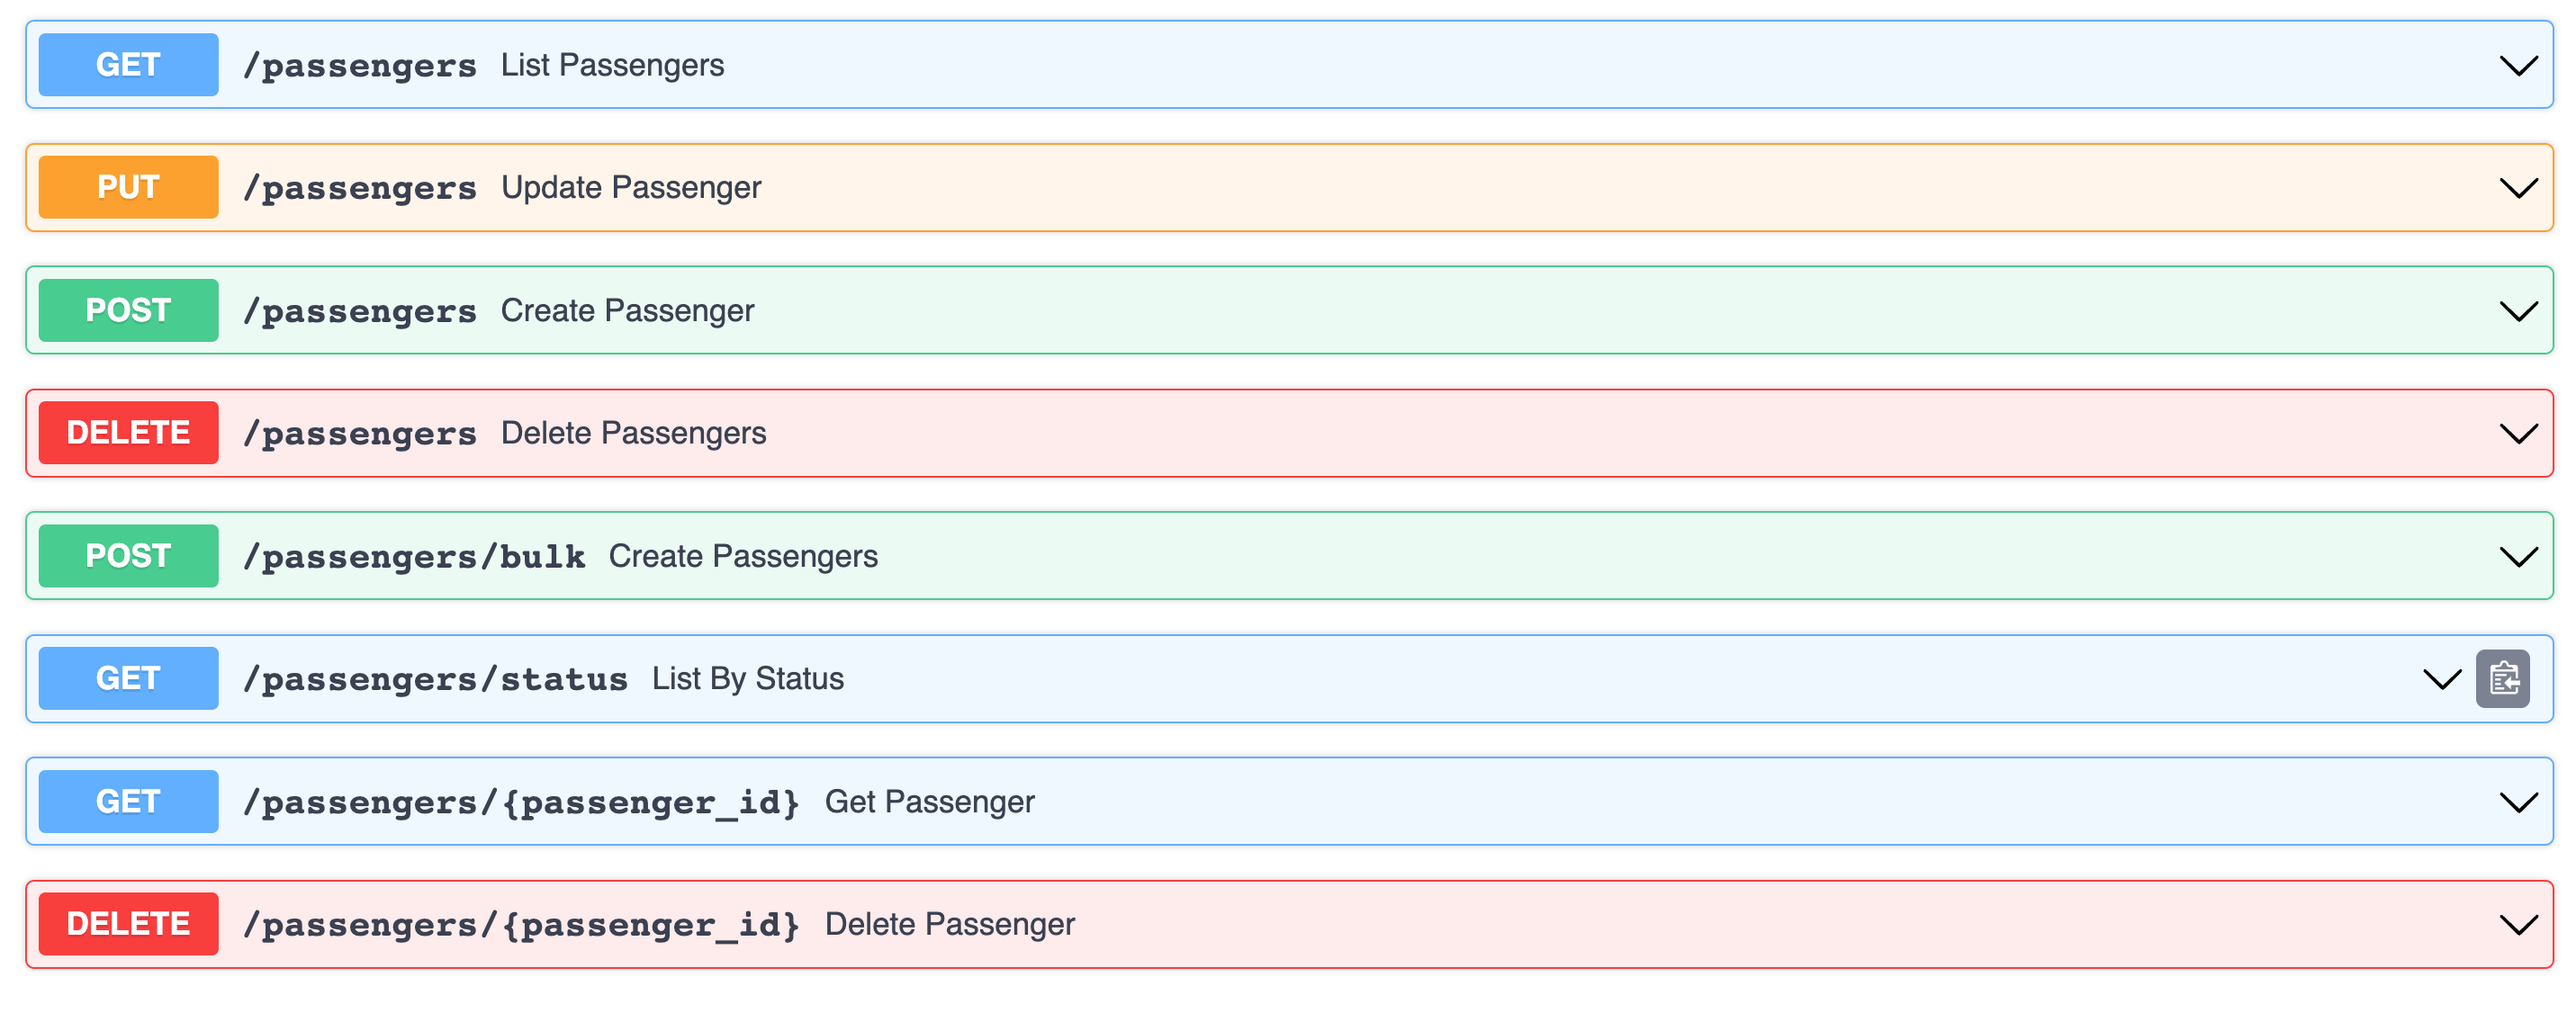 GET /passengers List Passengers
PUT /passengers Update Passenger
POST /passengers Create Passenger
DELETE /passengers Delete Passengers
POST /passengers/bulk Create Passengers
GET /passengers/status List By Status
GET /passengers/{passenger_id} Get Passenger
DELETE /passengers/{passenger_id} Delete Passenger